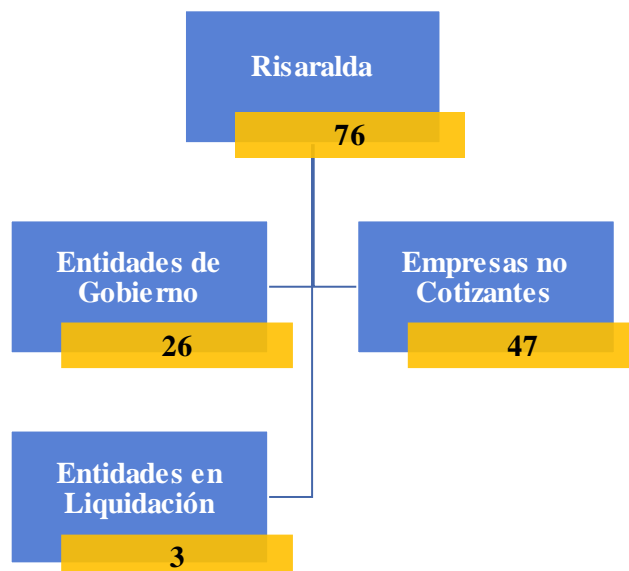 Risaralda
76
Entidades de
Gobierno
26
Empresas no
Cotizantes
47
Entidades en
Liquidación
3